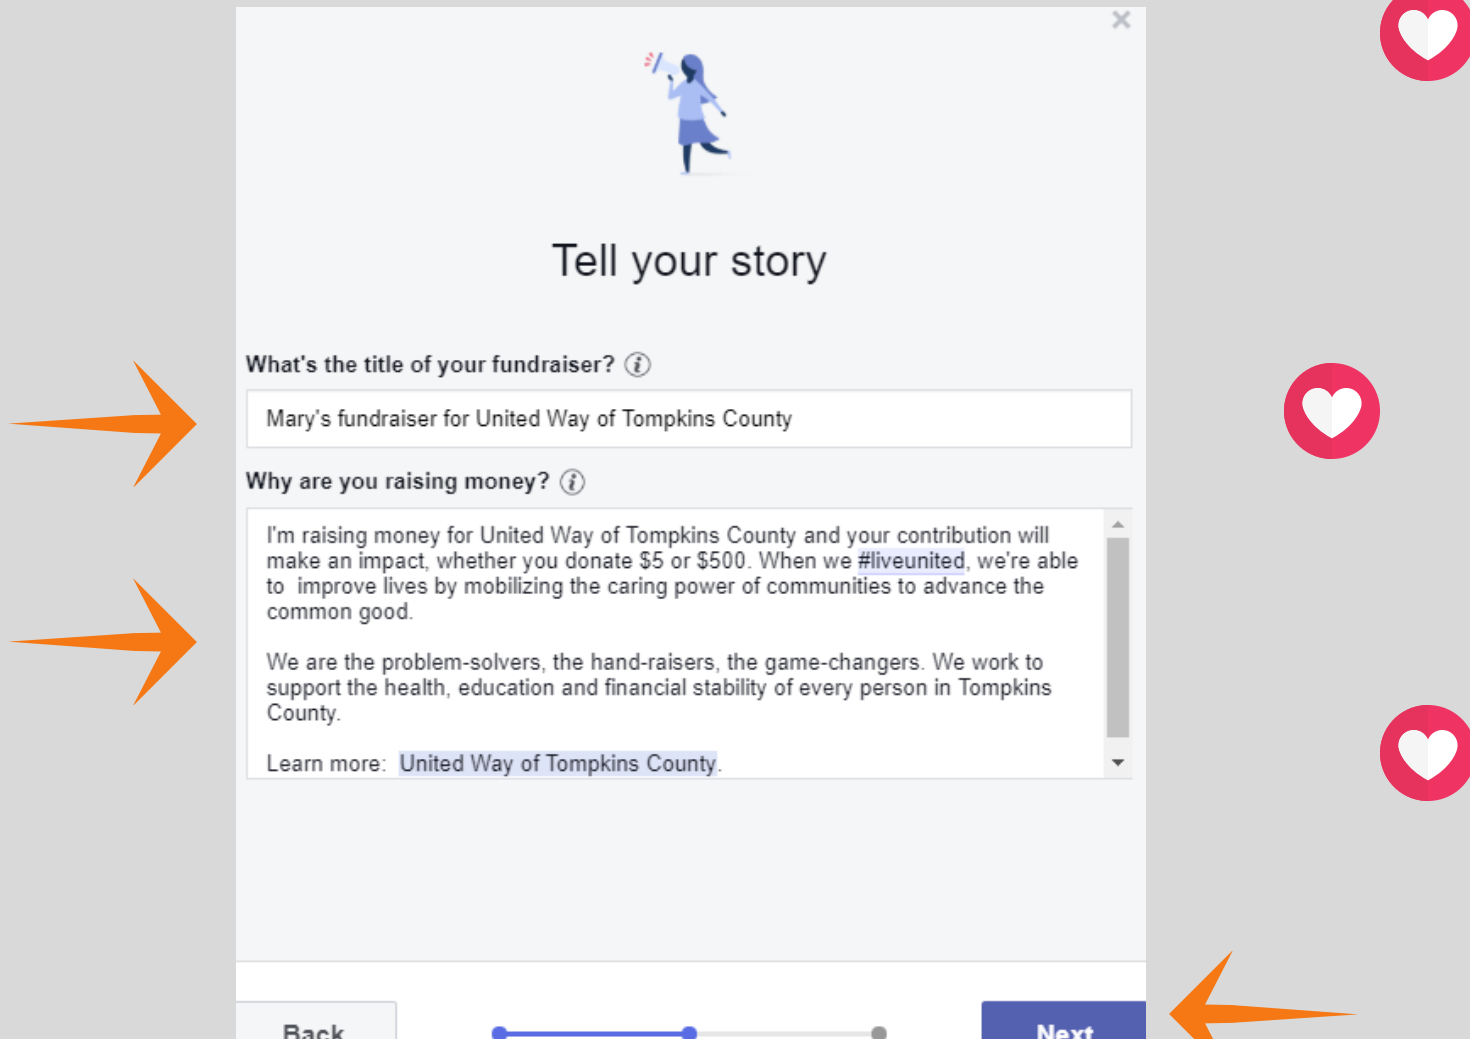 Tell your story
What's the title of your fundraiser?
Mary's fundraiser for United Way of Tompkins County
Why are you raising money?
I'm raising money for United Way of Tompkins County and your contribution will
make an impact, whether you donate $5 or $500. When we #liveunited, we're able
to  improve lives by mobilizing the caring power of communities to advance the
common good.
We are the problem-solvers, the hand-raisers, the game-changers. We work to
support the health, education and financial stability of every person in Tompkins
County.
Learn more:  United Way of Tompkins County.
Back
Next